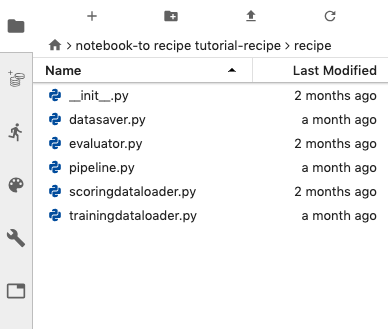 notebook-to recipe tutorial-recipe > recipe
Name Last Modified
__init__.py 2 months ago
datasaver.py a month ago
evaluator.py 2 months ago
pipeline.py a month ago
scoringdataloader.py 2 months ago
trainingdataloader.py a month ago